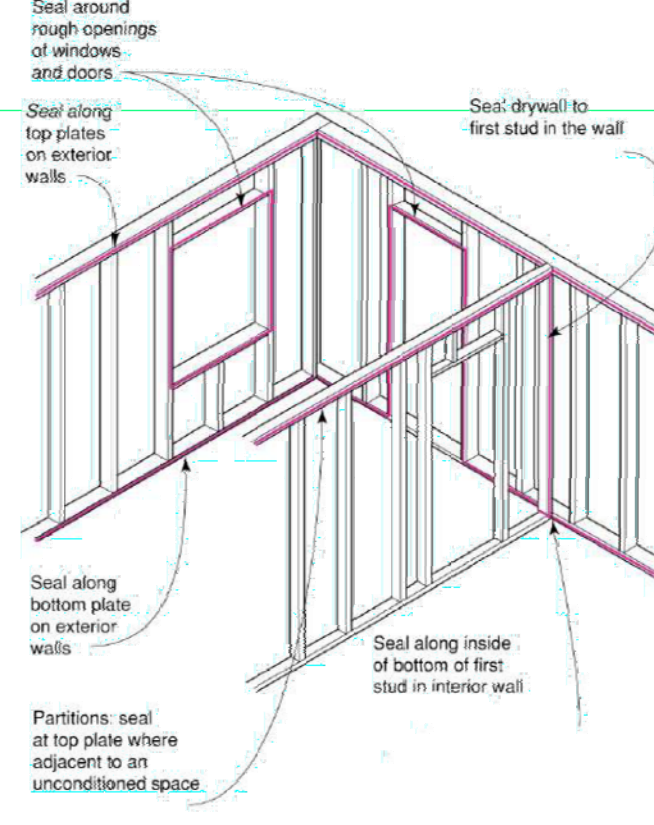 Seal around
rough openings
of windows
and doors
Seal along
top plates
on exterior
walls
Seal drywall to
first stud in the wall
Seal along
bottom plate
on exterior
walls
Seal along inside
of bottom of first
stud in interior wall
Partitions: seal
at top plate where
adjacent to an
unconditioned space